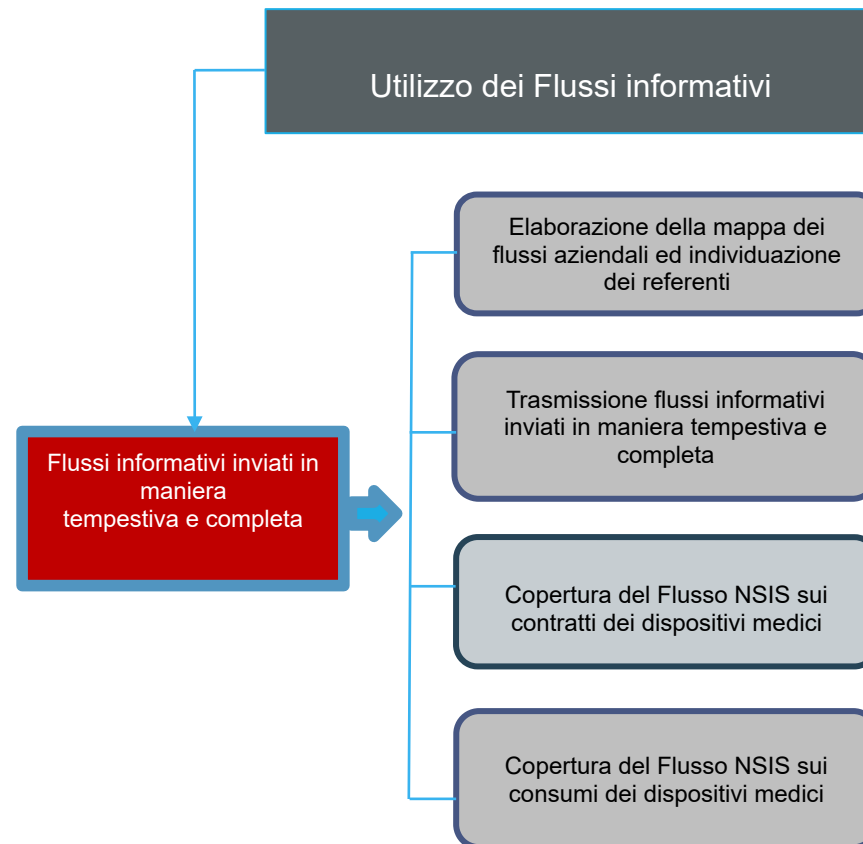 Utilizzo dei Flussi informativi
Elaborazione della mappa dei
flussi aziendali ed individuazione
dei referenti
Trasmissione flussi informativi
inviati in maniera tempestiva e
completa
Flussi informativi inviati in
maniera
tempestiva e completa
Copertura del Flusso NSIS sui
contratti dei dispositivi medici
Copertura del Flusso NSIS sui
consumi dei dispositivi medici